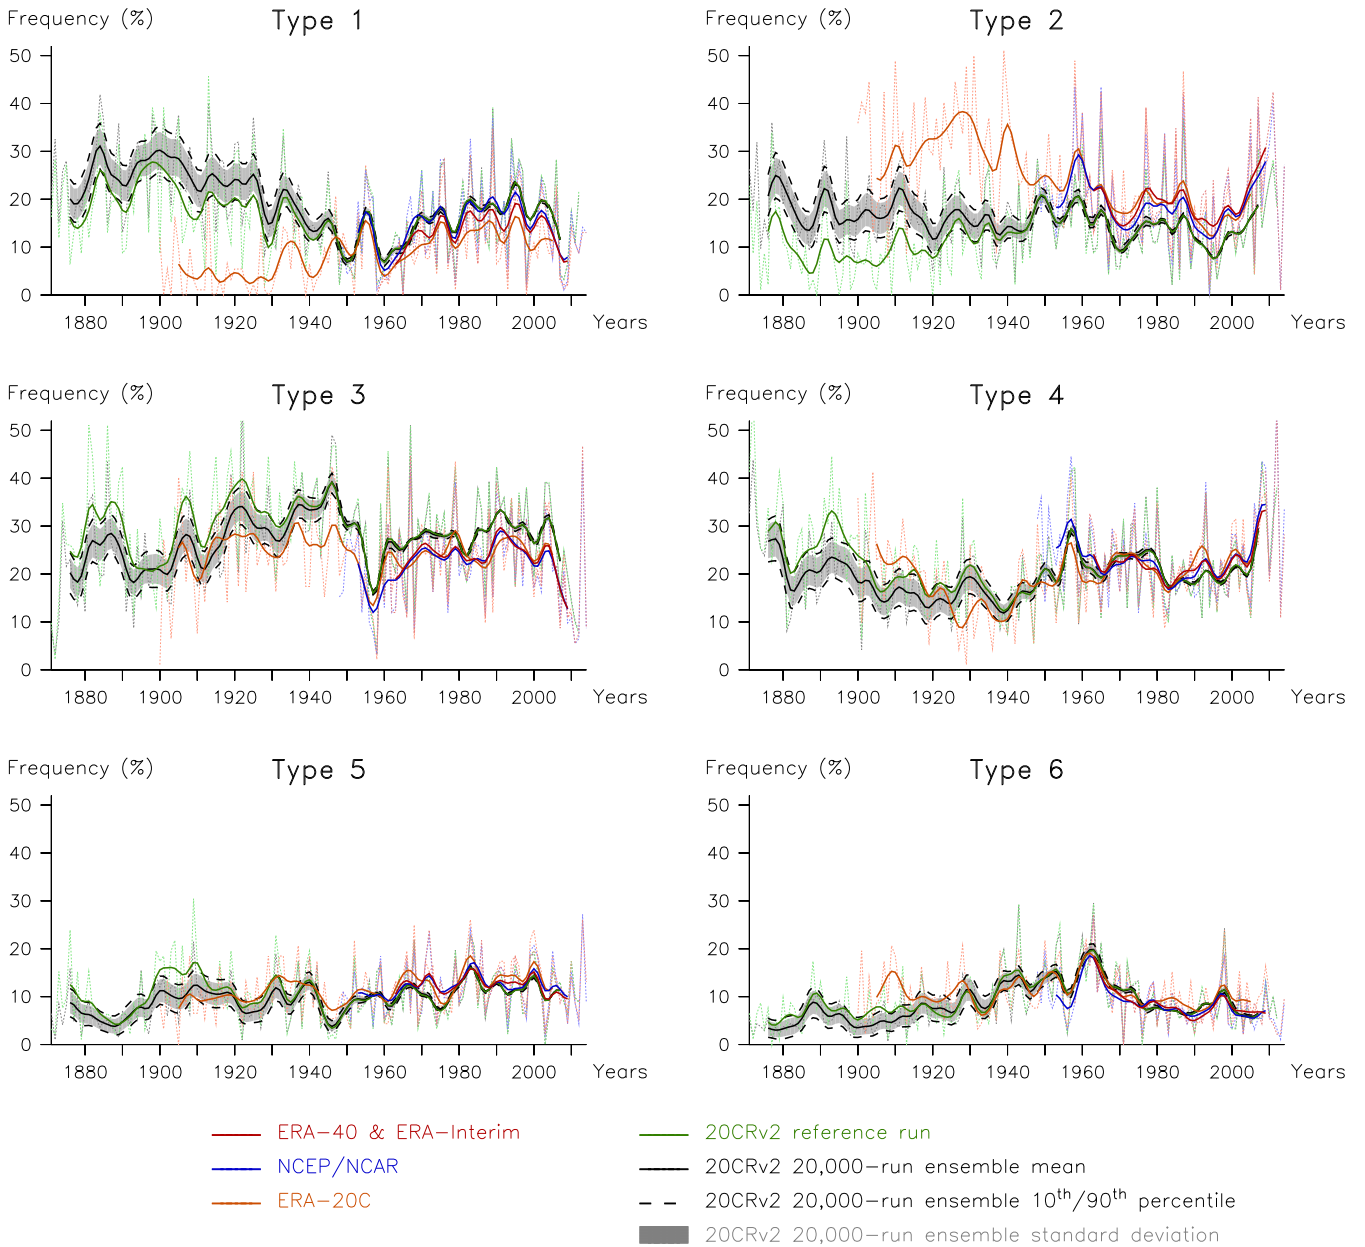 Frequency (%) Type 1
50
40
30
20
10
0
1880 1900 1920 1940 1960 1980 2000 Years
Frequency (%) Type 2
50
40
30
20
10
0
1880 1900 1920 1940 1960 1980 2000 Years
Frequency (%) Type 3
50
40
30
20
10
0
1880 1900 1920 1940 1960 1980 2000 Years
Frequency (%) Type 4
50
40
30
20
10
0
1880 1900 1920 1940 1960 1980 2000 Years
Frequency (%) Type 5
50
40
30
20
10
0
1880 1900 1920 1940 1960 1980 2000 Years
Frequency (%) Type 6
50
40
30
20
10
0
1880 1900 1920 1940 1960 1980 2000 Years
ERA-40 & ERA-Interim
NCEP/NCAR
ERA-20C
20CRv2 reference run
20CRv2 20,000-run ensemble mean
20CRv2 20,000-run ensemble 10th/90th percentile
20CRv2 20,000-run ensemble standard deviation